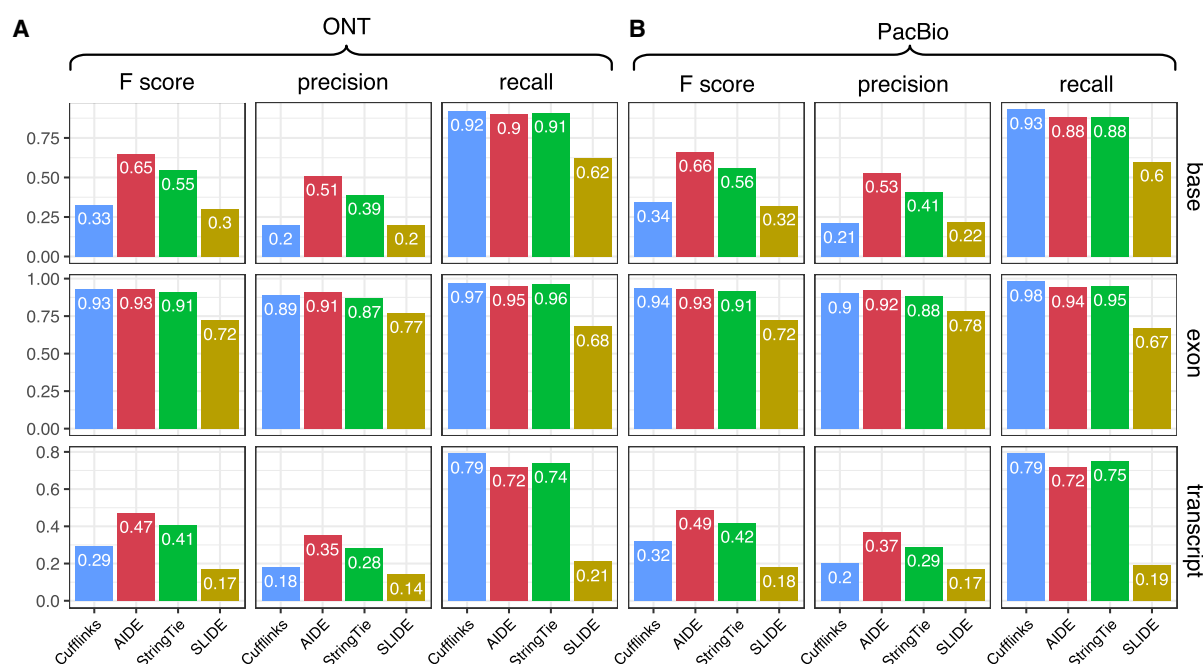 A ONT B PacBio
F score precision recall F score precision recall
0.75
0.50
0.25
0.00
0.33 0.65 0.55 0.3
0.2 0.51 0.39 0.2
0.92 0.9 0.91 0.62
0.34 0.66 0.56 0.32
0.21 0.53 0.41 0.22
0.93 0.88 0.88 0.6
base
1.00
0.75
0.50
0.25
0.00
0.93 0.93 0.91 0.72
0.89 0.91 0.87 0.77
0.97 0.95 0.96 0.68
0.94 0.93 0.91 0.72
0.9 0.92 0.88 0.78
0.98 0.94 0.95 0.67
exon
0.8
0.6
0.4
0.2
0.0
0.29 0.47 0.41 0.17
0.18 0.35 0.28 0.14
0.79 0.72 0.74 0.21
0.32 0.49 0.42 0.18
0.2 0.37 0.29 0.17
0.79 0.72 0.75 0.19
transcript
Cufflinks AIDE StringTie SLIDE Cufflinks AIDE StringTie SLIDE Cufflinks AIDE StringTie SLIDE Cufflinks AIDE StringTie SLIDE Cufflinks AIDE StringTie SLIDE Cufflinks AIDE StringTie SLIDE